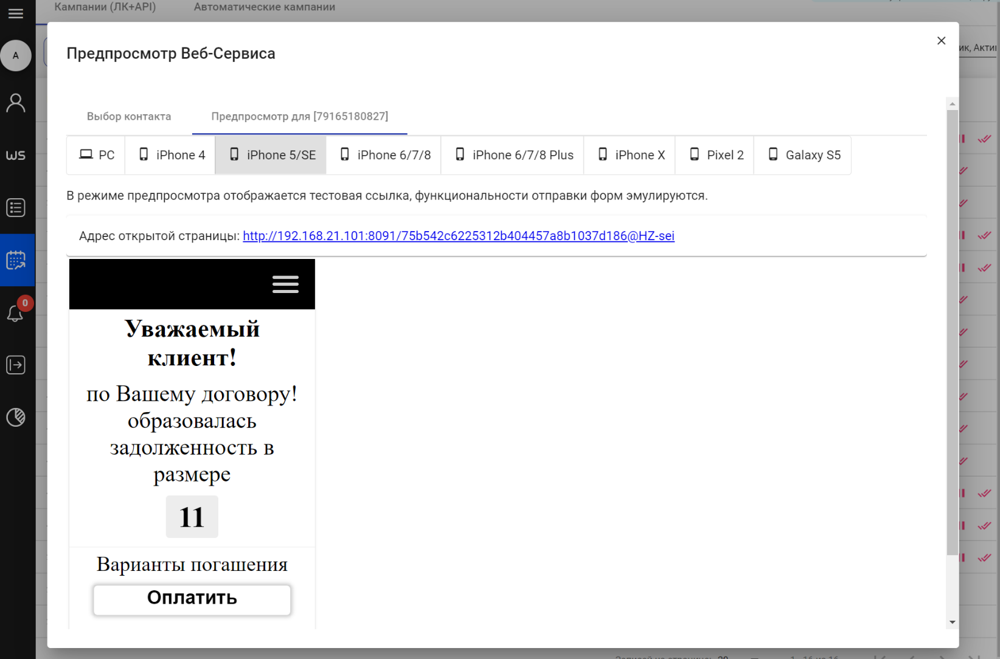 Кампании (ЛК+API) Автоматические кампании
A
ws
0
Предпросмотр Веб-Сервиса
Выбор контакта Предпросмотр для [79165180827]
PC iPhone 4 iPhone 5/SE iPhone 6/7/8 iPhone 6/7/8 Plus iPhone X Pixel 2 Galaxy S5
В режиме предпросмотра отображается тестовая ссылка, функциональности отправки форм эмулируются.
Адрес открытой страницы: http://192.168.21.101:8091/75b542c6225312b404457a8b1037d186@HZ-sei
Уважаемый
клиент!
по Вашему договору!
образовалась
задолженность в
размере
11
Варианты погашения
Оплатить